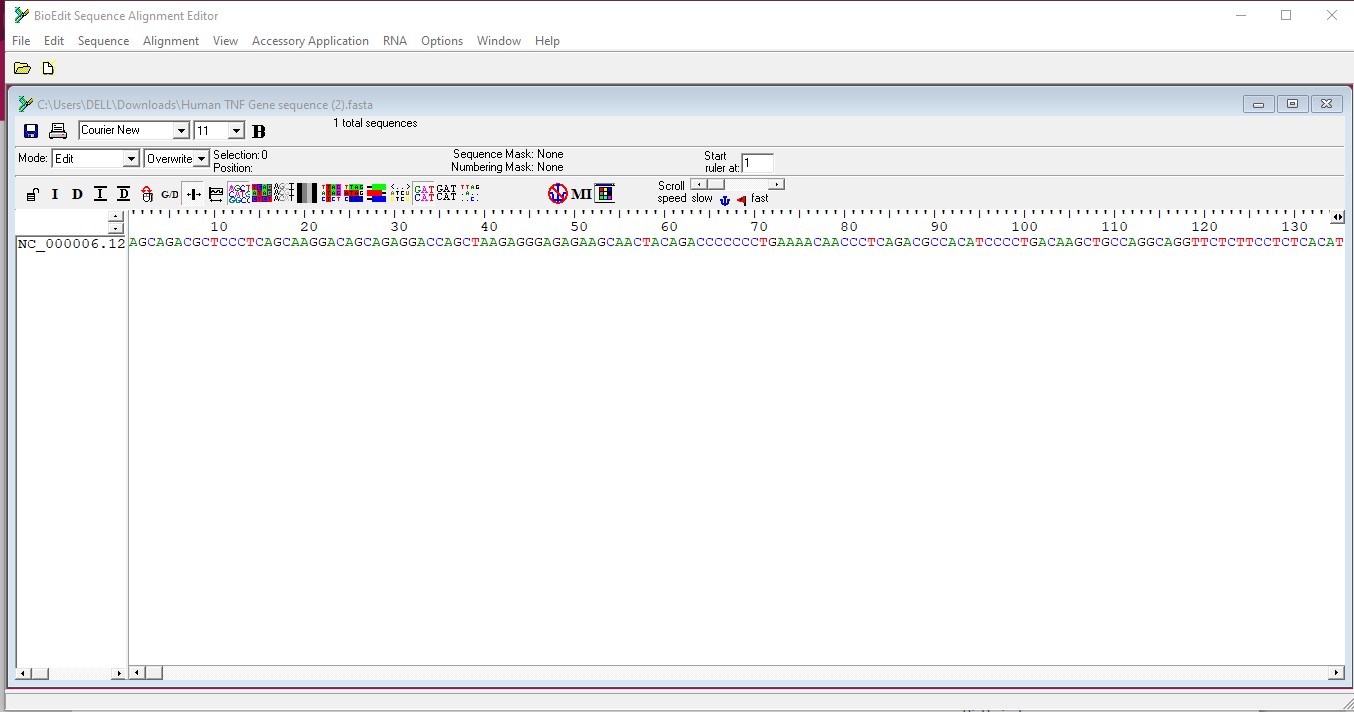 BioEdit Sequence Alignment Editor
File Edit Sequence Alignment View Accessory Application RNA Options Window Help
C:\Users\DELL\Downloads\Human TNF Gene sequence (2).fasta
Courier New 11 B 1 total sequences
Mode: Edit Overwrite Selection:0 Sequence Mask: None Start
Position: Numbering Mask: None ruler at: 1
I D I D G/D MI Scroll
speed slow fast
10 20 30 40 50 60 70 80 90 100 110 120 130
NC_000006.12 AGCAGACGCTCCCTCAGCAAGGACAGCAGAGGACCAGCTAAGAGGGAGAGAAGCAACTACAGACCCCCCCTGAAAACAACCCTCAGACGCCACATCCCCTGACAAGCTGCCAGGCAGGTTCTCTTCCTCTCACAT